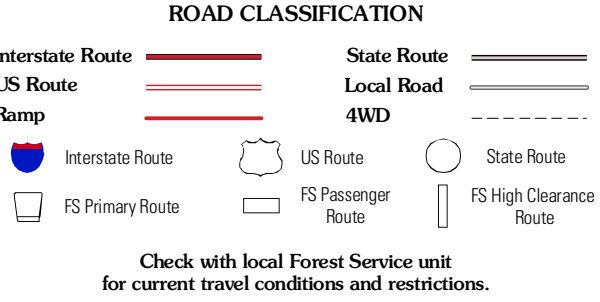 ROAD CLASSIFICATION
Interstate Route State Route
US Route Local Road
Ramp 4WD
Interstate Route US Route State Route
FS Primary Route FS Passenger Route FS High Clearance Route
Check with local Forest Service unit
for current travel conditions and restrictions.